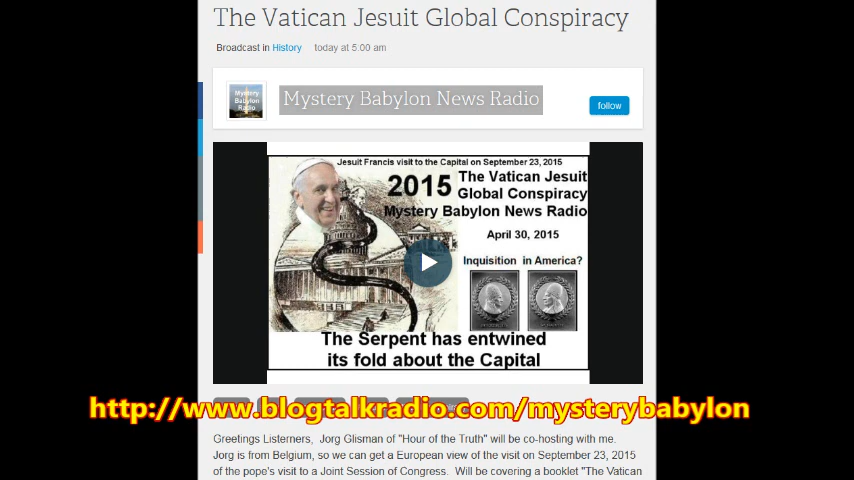 The Vatican Jesuit Global Conspiracy
Broadcast in History today at 5:00 am
Mystery
Babylon
Radio
Mystery Babylon News Radio
follow
Jesuit Francis visit to the Capital on September 23, 2015
2015
The Vatican Jesuit
Global Conspiracy
Mystery Babylon News Radio
April 30, 2015
Inquisition in America?
The Serpent has entwined
its fold about the Capital
http://www.blogtalkradio.com/mysterybabylon
Greetings Listerners, Jorg Glisman of "Hour of the Truth" will be co-hosting with me.
Jorg is from Belgium, so we can get a European view of the visit on September 23, 2015
of the pope's visit to a Joint Session of Congress. Will be covering a booklet "The Vatican